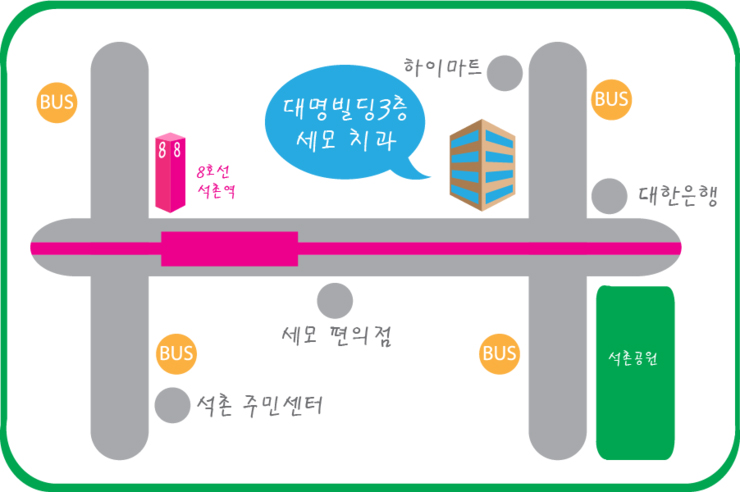 하이마트
BUS
BUS
대명빌딩3층
세모 치과
8 8
8호선
석촌역
대한은행
세모 편의점
BUS
BUS
석촌공원
석촌 주민센터